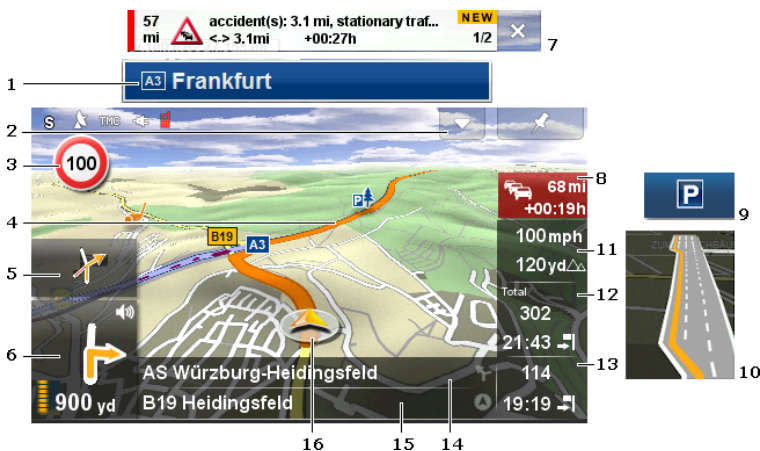 57 mi
accident(s): 3.1 mi, stationary traf...
NEW
<-> 3.1mi +00:27h
1/2
7
1
A3 Frankfurt
2
S TMC
3
100
8
68 mi
+00:19h
P
9
4
P
B19
A3
100 mph
11
120 yd
5
Total
12
302
21:43
6
13
AS Würzburg-Heidingsfeld
114
10
900 yd
B19 Heidingsfeld
19:19
16
15
14